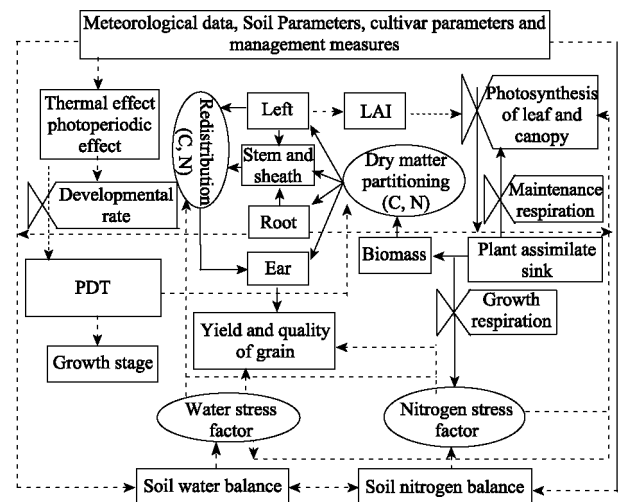 Meteorological data, Soil Parameters, cultivar parameters and
management measures
Thermal effect
photoperiodic
effect
Redistribution
(C, N)
Left
LAI
Photosynthesis
of leaf and
canopy
Stem and
sheath
Dry matter
partitioning
(C, N)
Developmental
rate
Maintenance
respiration
Root
Ear
Biomass
Plant assimilate
sink
PDT
Growth
respiration
Yield and quality
of grain
Growth stage
Water stress
factor
Nitrogen stress
factor
Soil water balance
Soil nitrogen balance